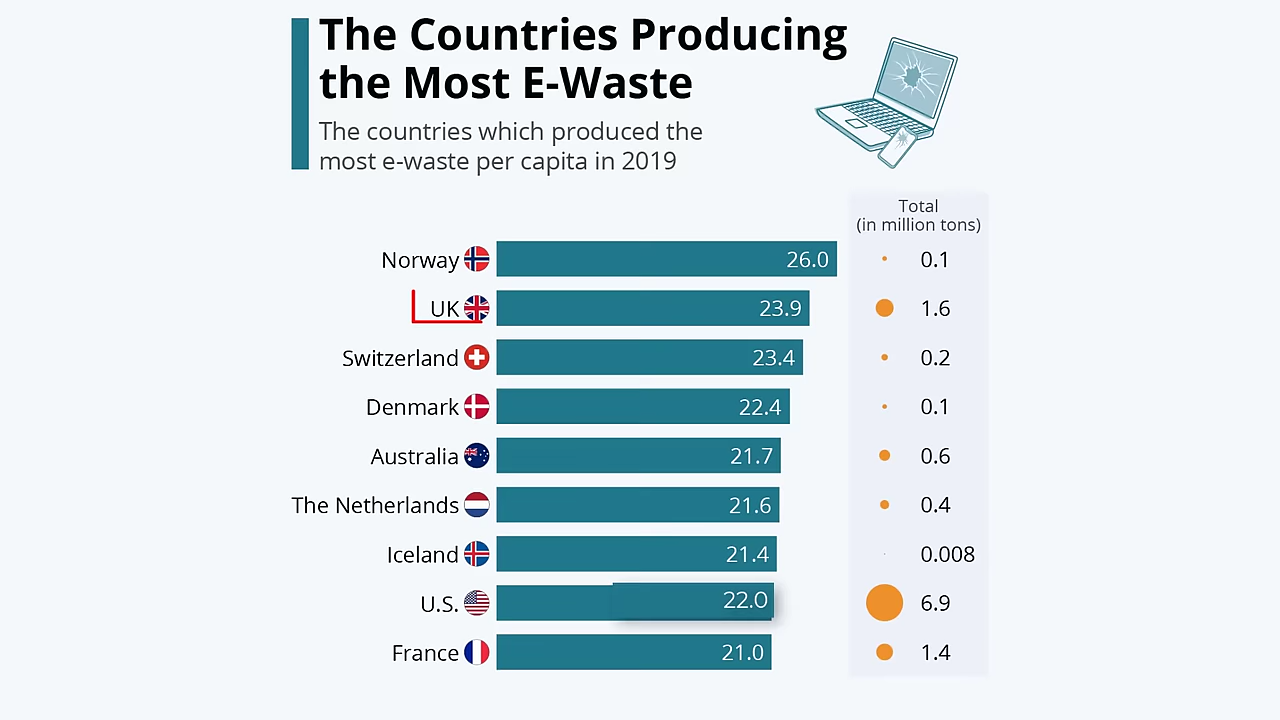 The Countries Producing
the Most E-Waste
The countries which produced the
most e-waste per capita in 2019
Total
(in million tons)
Norway 26.0 0.1
UK 23.9 1.6
Switzerland 23.4 0.2
Denmark 22.4 0.1
Australia 21.7 0.6
The Netherlands 21.6 0.4
Iceland 21.4 0.008
U.S. 22.0 6.9
France 21.0 1.4